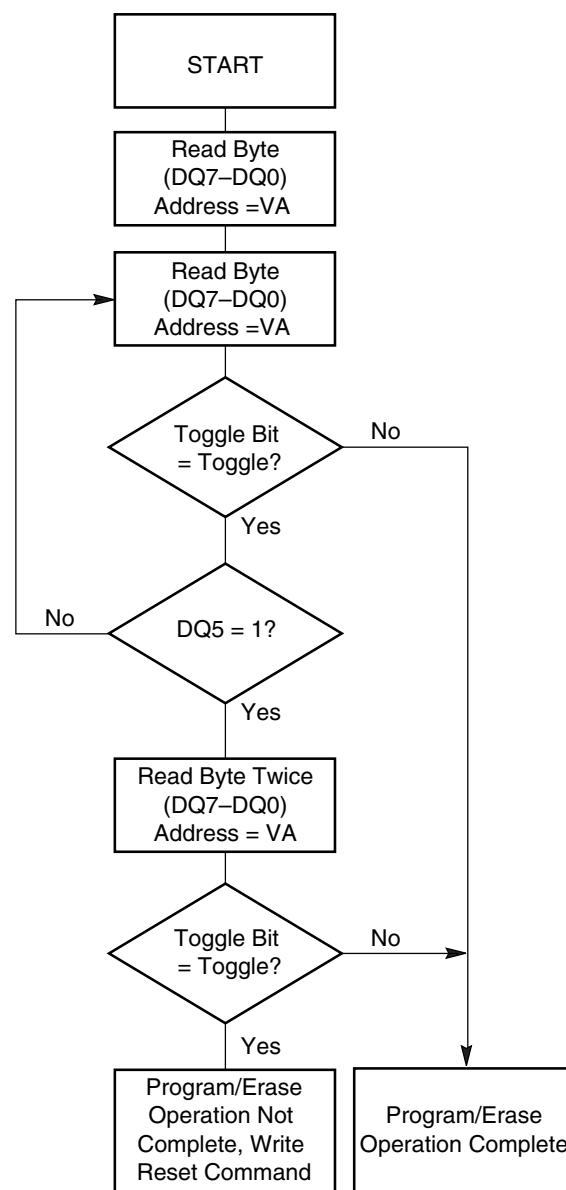 START
Read Byte
(DQ7–DQ0)
Address =VA
Read Byte
(DQ7–DQ0)
Address =VA
Toggle Bit
= Toggle?
No
Yes
No
DQ5 = 1?
Yes
Read Byte Twice
(DQ7–DQ0)
Address = VA
Toggle Bit
= Toggle?
No
Yes
Program/Erase
Operation Not
Complete, Write
Reset Command
Program/Erase
Operation Complete